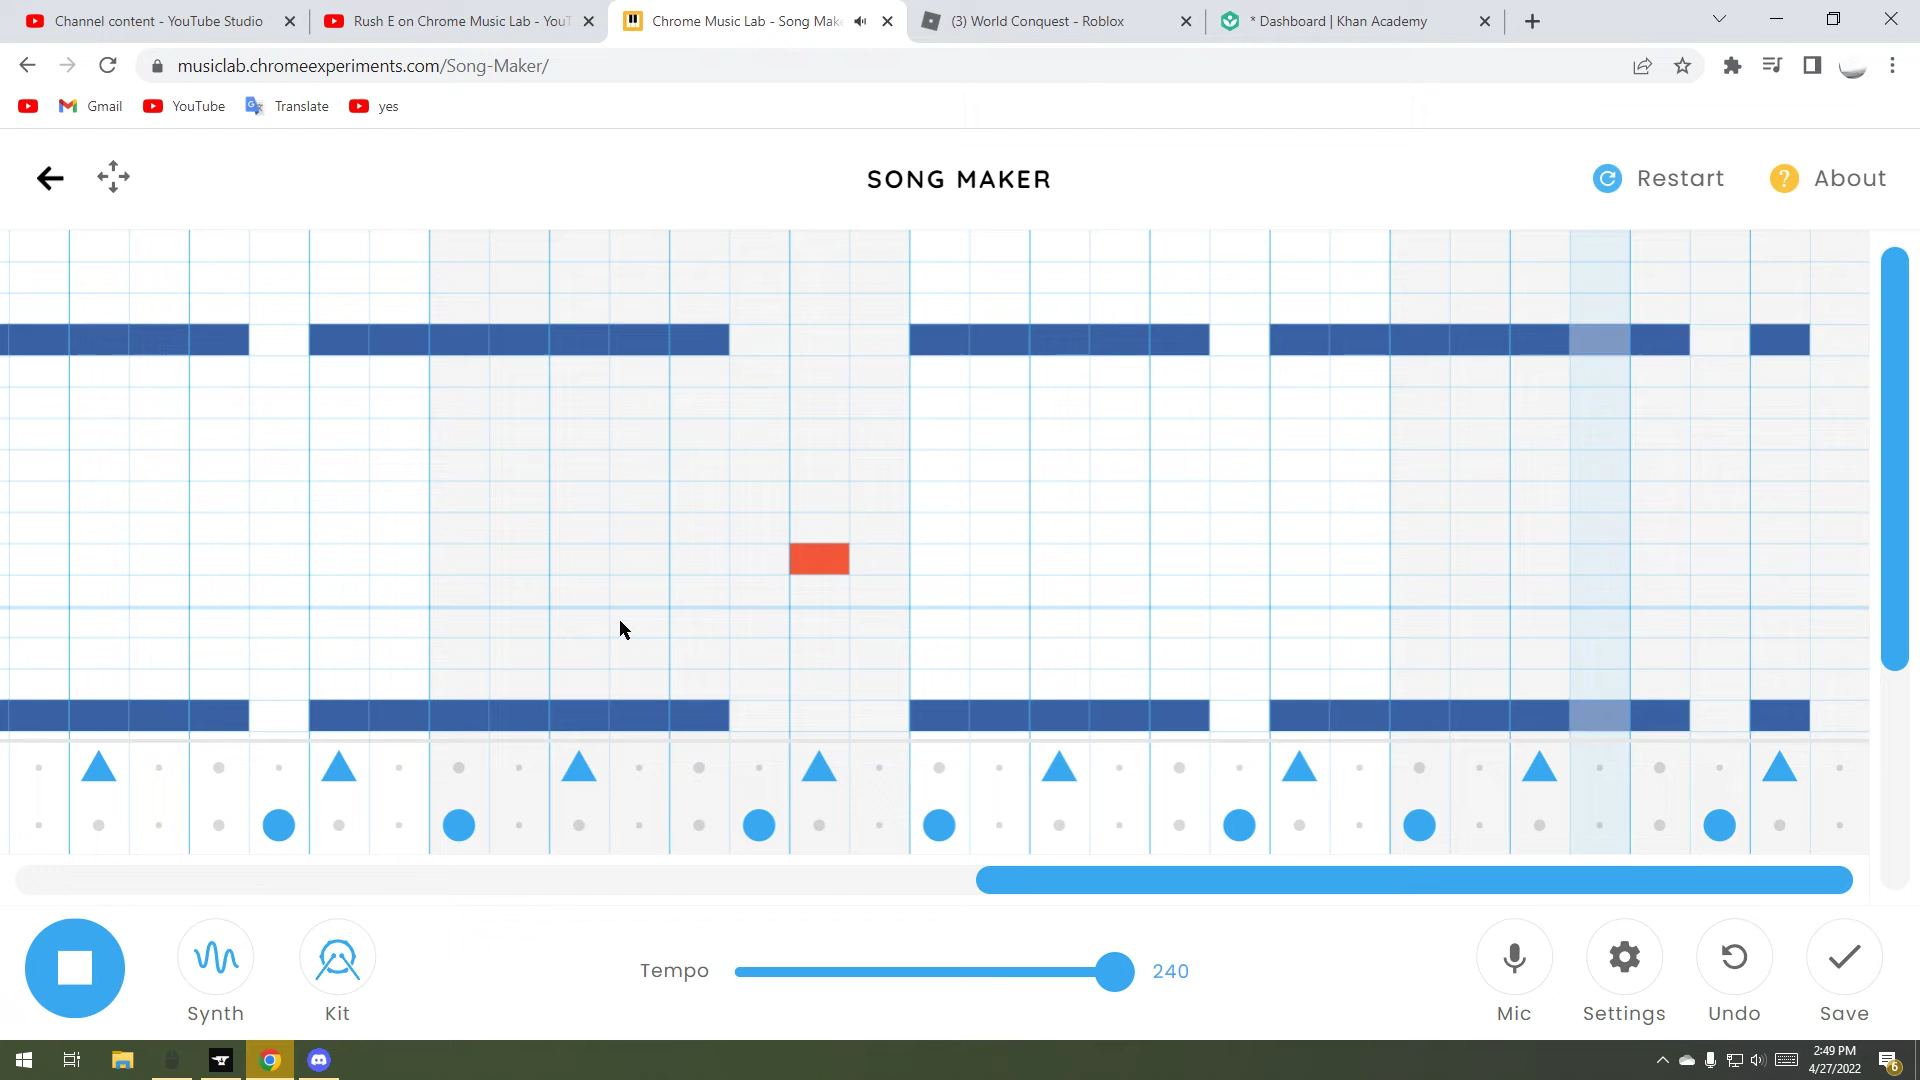 Channel content - YouTube Studio
Rush E on Chrome Music Lab - YouT
Chrome Music Lab - Song Make
(3) World Conquest - Roblox
* Dashboard | Khan Academy
musiclab.chromeexperiments.com/Song-Maker/
Gmail
YouTube
Translate
yes
SONG MAKER
Restart
? About
Synth
Kit
Tempo
240
Mic
Settings
Undo
Save
2:49 PM
4/27/2022
6